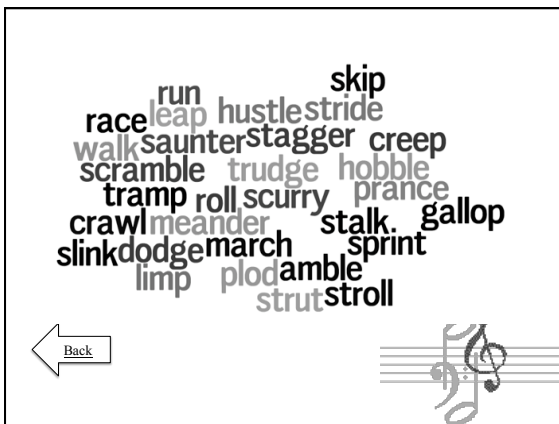 skip
run
leap hustle stride
race
walk saunter stagger creep
scramble trudge hobble
tramp roll scurry prance
crawl meander stalk. gallop
slink dodge march sprint
limp plod amble
strut stroll
Back